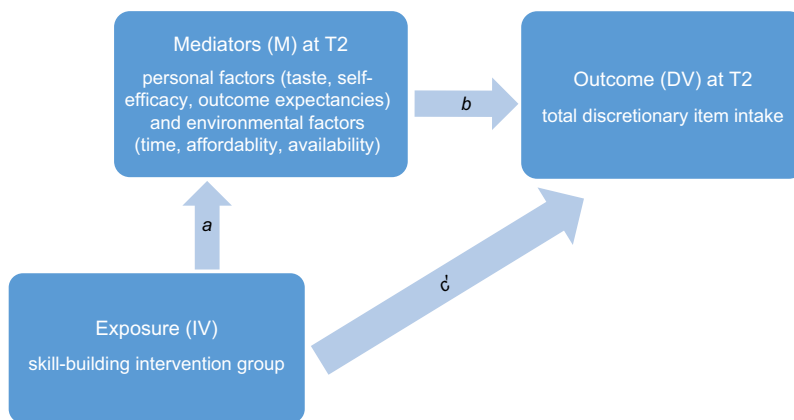 Mediators (M) at T2
personal factors (taste, self-
efficacy, outcome expectancies)
and environmental factors
(time, affordablity, availability)
Outcome (DV) at T2
total discretionary item intake
b
a
Exposure (IV)
skill-building intervention group